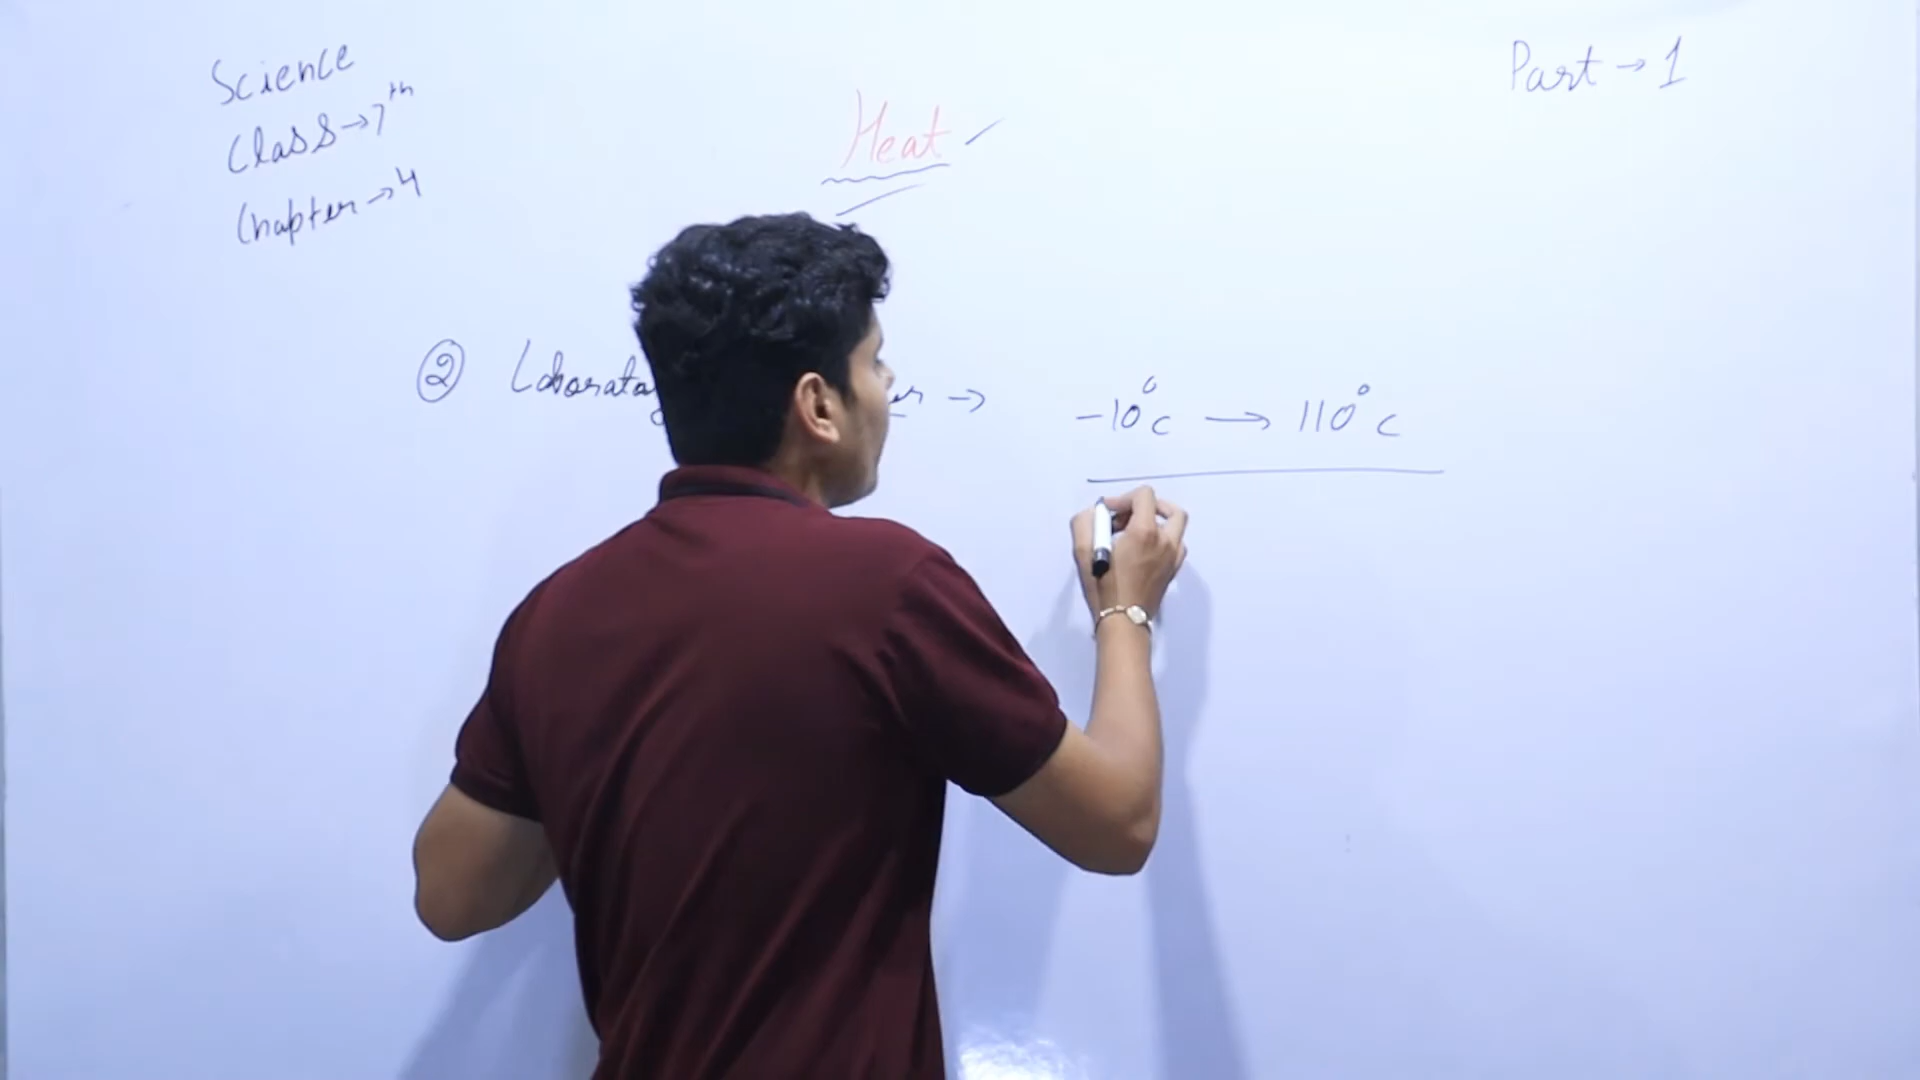 Science
Class→7th
Chapter→4
Heat
Part→1
② →  -10°C → 110°C